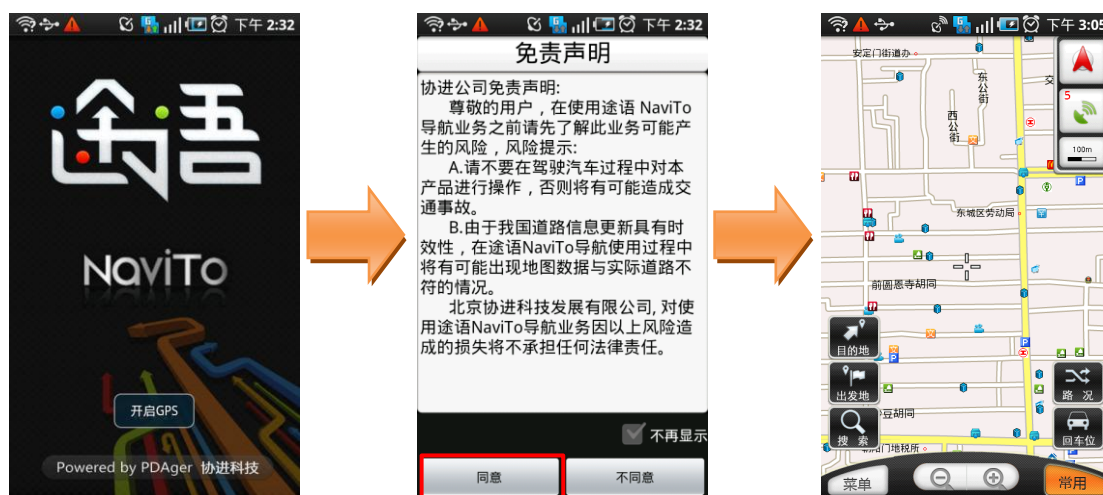 下午 2:32
途语
NaviTo
开启GPS
Powered by PDAger 协进科技
下午 2:32
免责声明
协进公司免责声明:
尊敬的用户，在使用途语 NaviTo
导航业务之前请先了解此业务可能产
生的风险，风险提示:
A.请不要在驾驶汽车过程中对本
产品进行操作，否则将有可能造成交
通事故。
B.由于我国道路信息更新具有时
效性，在途语NaviTo导航使用过程中
将有可能出现地图数据与实际道路不
符的情况。
北京协进科技发展有限公司, 对使
用途语NaviTo导航业务因以上风险造
成的损失将不承担任何法律责任。
不再显示
同意
不同意
下午 3:05
安定门街道办
东公街
交
西公街
5
100m
东城区劳动局
前圆恩寺胡同
目的地
出发地
豆胡同
路 况
搜 索
门地税所
回车位
菜单
常用